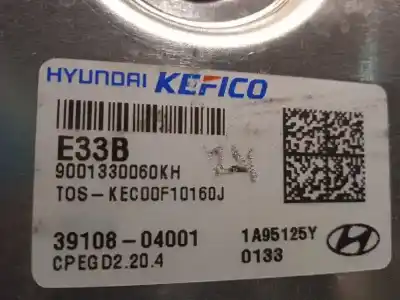 HYUNDAI KEFICO
E33B
9001330060KH
TOS-KEC00F10160J
39108-04001 1A95125Y
CPEGD2.20.4 0133